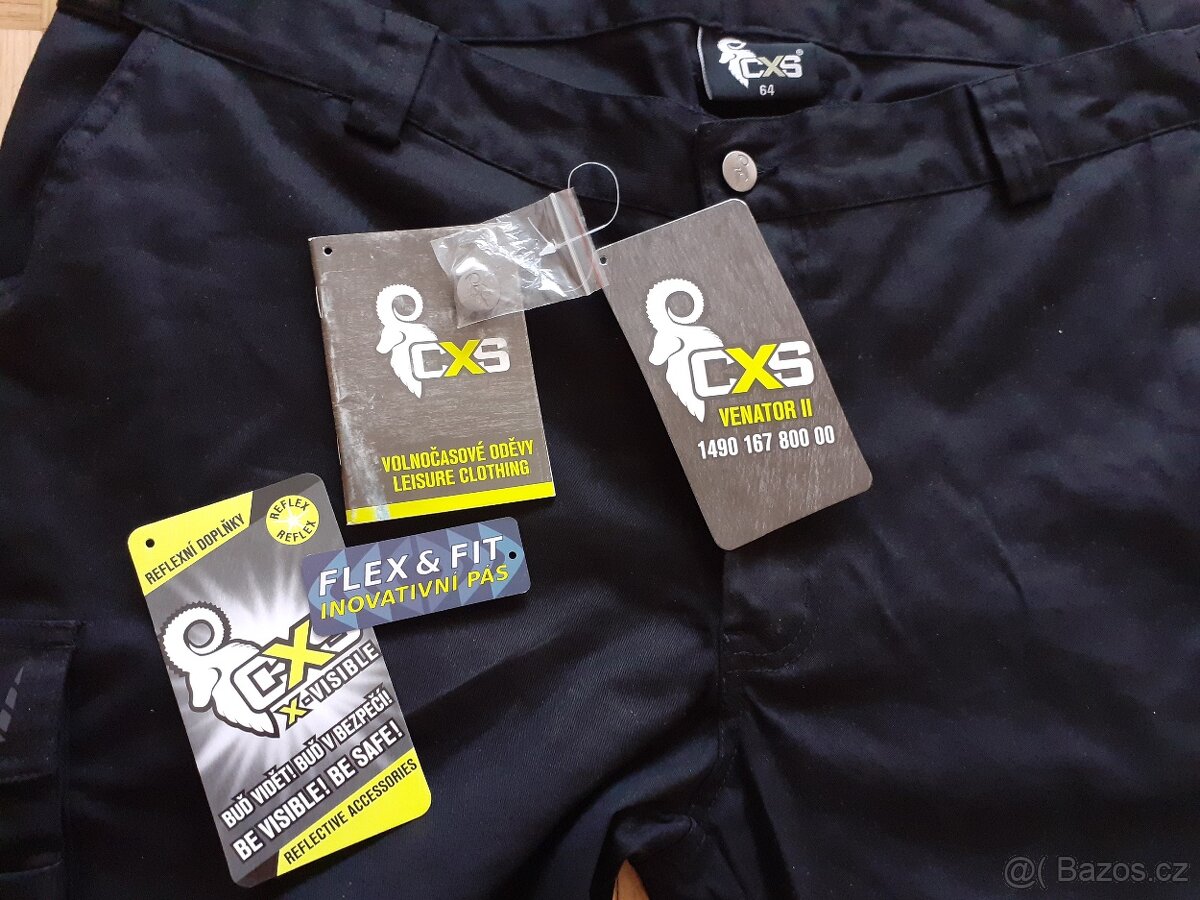 CXS®
64
CXS
VOLNOČASOVÉ ODĚVY
LEISURE CLOTHING
CXS
VENATOR II
1490 167 800 00
REFLEXNÍ DOPLŇKY
REFLEX
REFLEX
FLEX & FIT
INOVATIVNÍ PÁS
CXS
X-VISIBLE
BUĎ VIDĚT! BUĎ V BEZPEČÍ!
BE VISIBLE! BE SAFE!
REFLECTIVE ACCESSORIES
@( Bazos.cz